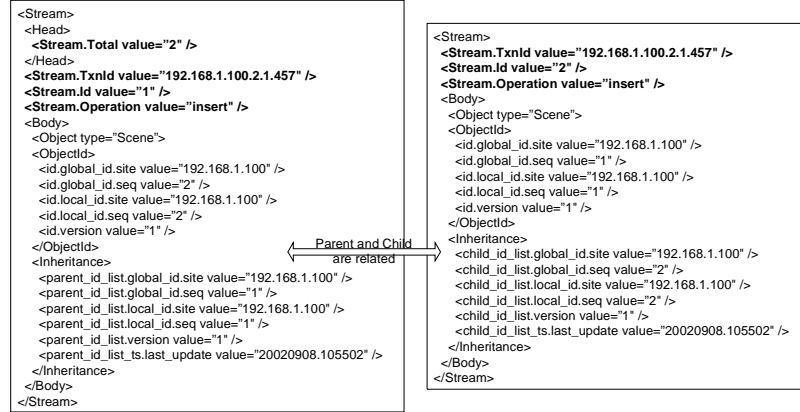 <Stream>
<Head>
<Stream.Total value="2" />
</Head>
<Stream.TxnId value="192.168.1.100.2.1.457" />
<Stream.Id value="1" />
<Stream.Operation value="insert" />
<Body>
<Object type="Scene">
<ObjectId>
<id.global_id.site value="192.168.1.100" />
<id.global_id.seq value="2" />
<id.local_id.site value="192.168.1.100" />
<id.local_id.seq value="2" />
<id.version value="1" />
</ObjectId>
<Inheritance>
<parent_id_list.global_id.site value="192.168.1.100" />
<parent_id_list.global_id.seq value="1" />
<parent_id_list.local_id.site value="192.168.1.100" />
<parent_id_list.local_id.seq value="1" />
<parent_id_list.version value="1" />
<parent_id_list_ts.last_update value="20020908.105502" />
</Inheritance>
</Body>
</Stream>
Parent and Child
are related
<Stream>
<Stream.TxnId value="192.168.1.100.2.1.457" />
<Stream.Id value="2" />
<Stream.Operation value="insert" />
<Body>
<Object type="Scene">
<ObjectId>
<id.global_id.site value="192.168.1.100" />
<id.global_id.seq value="1" />
<id.local_id.site value="192.168.1.100" />
<id.local_id.seq value="1" />
<id.version value="1" />
</ObjectId>
<Inheritance>
<child_id_list.global_id.site value="192.168.1.100" />
<child_id_list.global_id.seq value="2" />
<child_id_list.local_id.site value="192.168.1.100" />
<child_id_list.local_id.seq value="2" />
<child_id_list.version value="1" />
<child_id_list_ts.last_update value="20020908.105502" />
</Inheritance>
</Body>
</Stream>